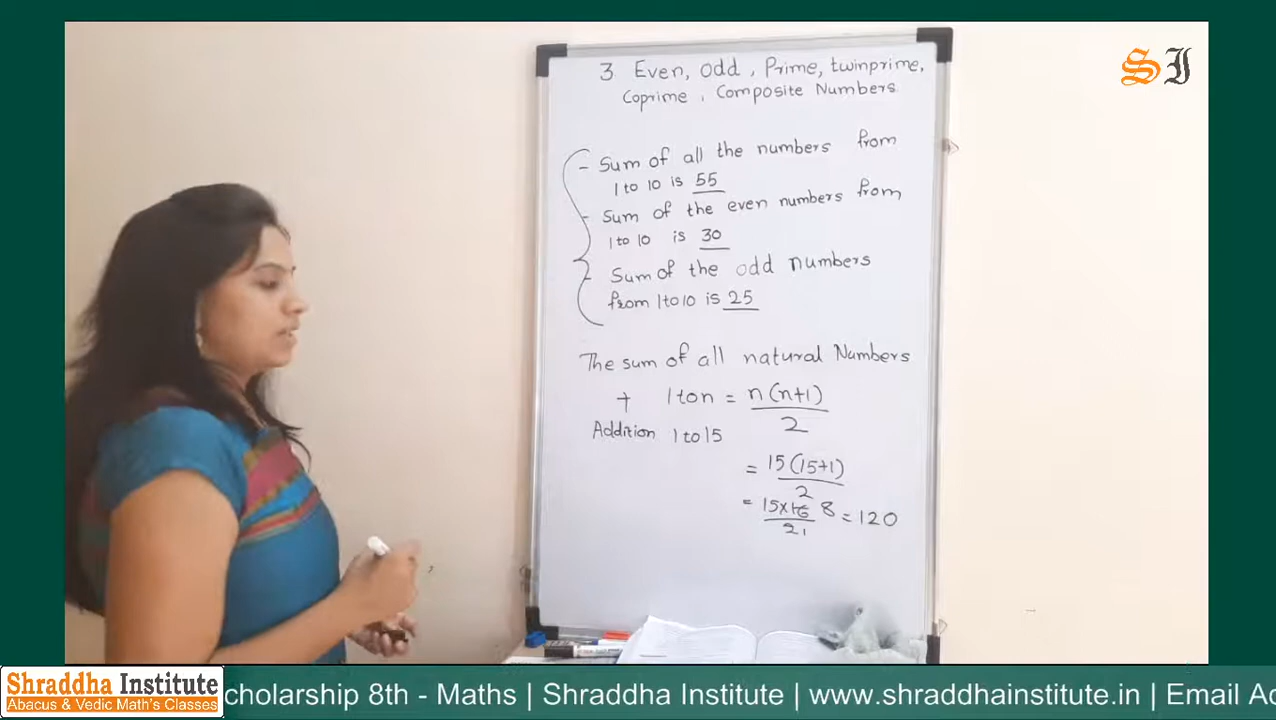 SI
3 Even, odd, Prime, twinprime,
Coprime, Composite Numbers
- Sum of all the numbers from
1 to 10 is 55
- Sum of the even numbers from
1 to 10 is 30
- Sum of the odd numbers
from 1 to 10 is 25
The sum of all natural Numbers
+ 1 to n = n(n+1)
2
Addition 1 to 15
= 15(15+1)
2
= 15×16 8 = 120
21
Shraddha Institute
Abacus & Vedic Math's Classes
cholarship 8th - Maths | Shraddha Institute | www.shraddhainstitute.in | Email Ac